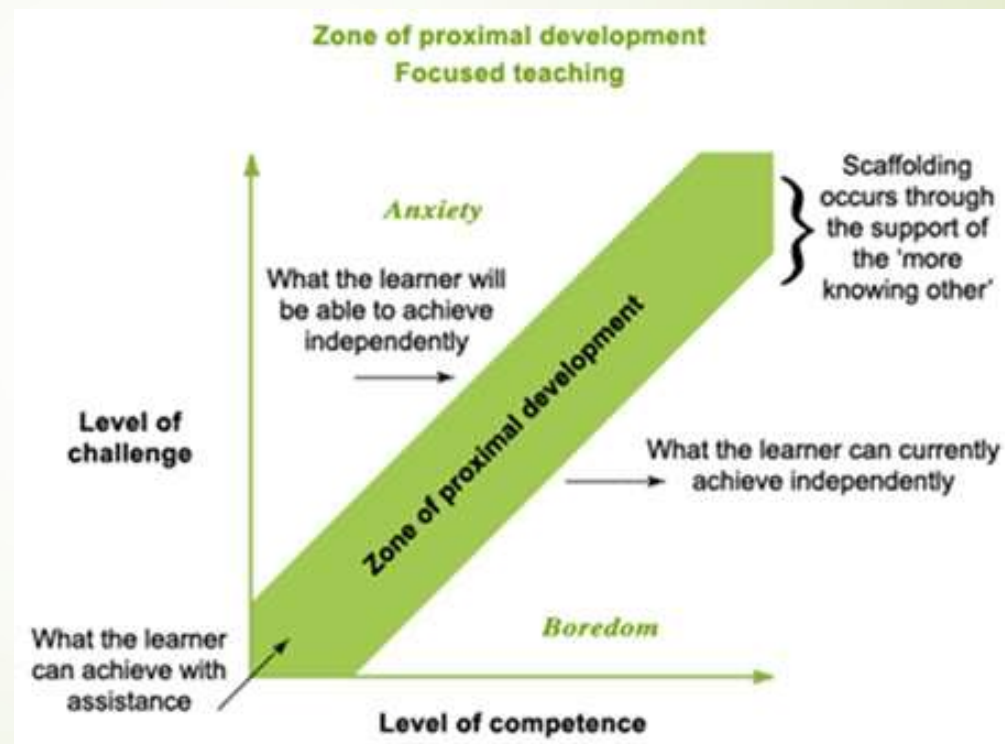 Zone of proximal development
Focused teaching
Anxiety
What the learner will
be able to achieve
independently
Scaffolding
occurs through
the support of
the 'more
knowing other'
Level of
challenge
Zone of proximal development
What the learner can currently
achieve independently
What the learner
can achieve with
assistance
Boredom
Level of competence